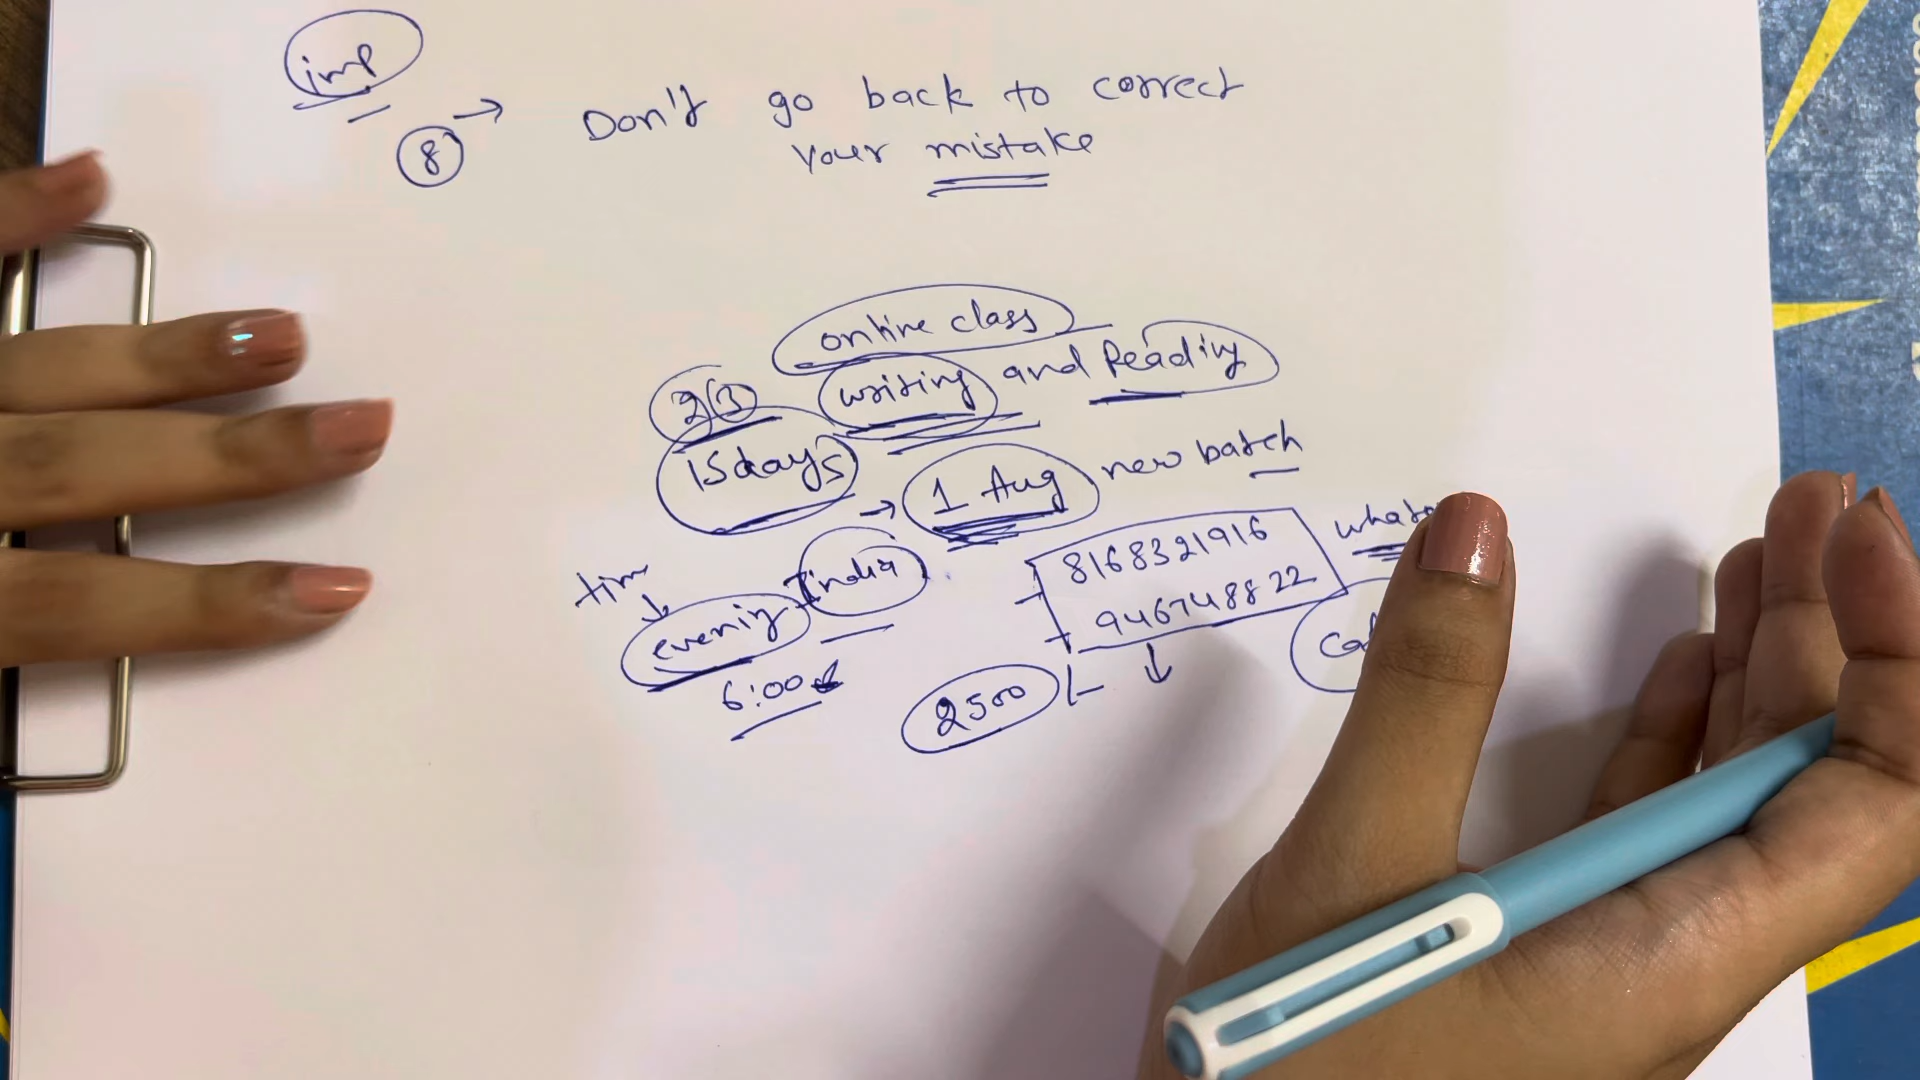 imp
8 → Don't go back to correct
your mistake
online class
writing and Reading
15 days → 1 Aug new batch
8168321916
9467488822
time ↓
evening India
6:00
2500/- ↓